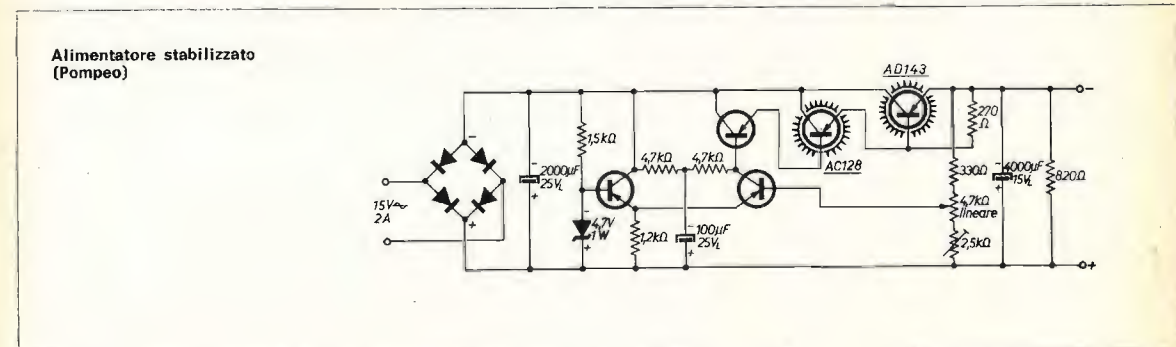 Alimentatore stabilizzato
(Pompeo)
AD143
-
270
Ω
1,5kΩ
4,7kΩ
4,7kΩ
AC128
-
-
2000µF
25VL
+
330Ω
-
4000µF
15VL
+
820Ω
15V~
2A
4,7kΩ
lineare
-
4,7V
1W
+
1,2kΩ
-
100µF
25VL
+
2,5kΩ
+
+